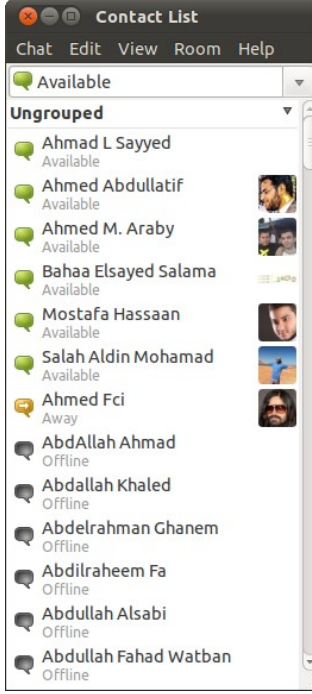 Contact List
Chat Edit View Room Help
Available
Ungrouped
Ahmad L Sayyed
Available
Ahmed Abdullatif
Available
Ahmed M. Araby
Available
Bahaa Elsayed Salama
Available
Mostafa Hassaan
Available
Salah Aldin Mohamad
Available
Ahmed Fci
Away
AbdAllah Ahmad
Offline
Abdallah Khaled
Offline
Abdelrahman Ghanem
Offline
Abdilraheem Fa
Offline
Abdullah Alsabi
Offline
Abdullah Fahad Watban
Offline